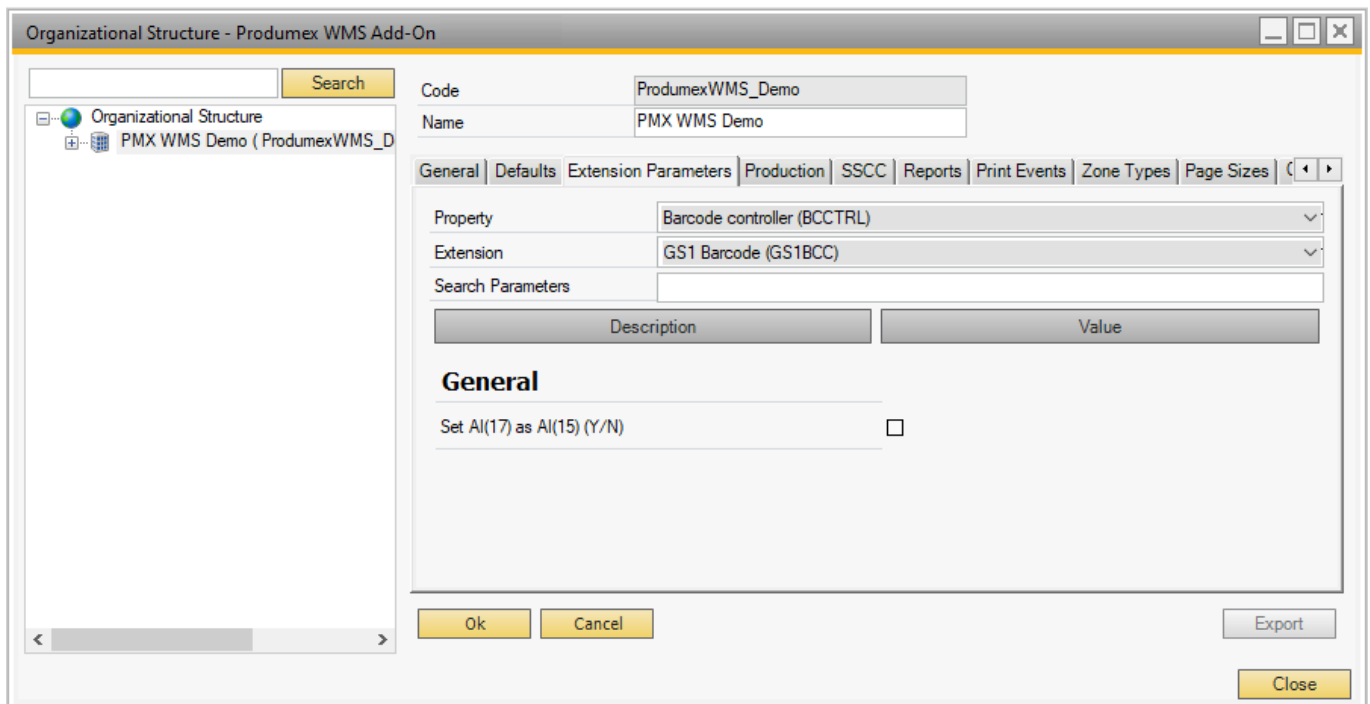 Organizational Structure - Produmex WMS Add-On
Search
Organizational Structure
PMX WMS Demo ( ProdumexWMS_D
Code ProdumexWMS_Demo
Name PMX WMS Demo
General Defaults Extension Parameters Production SSCC Reports Print Events Zone Types Page Sizes
Property Barcode controller (BCCTRL)
Extension GS1 Barcode (GS1BCC)
Search Parameters
Description Value
General
Set AI(17) as AI(15) (Y/N)
Ok Cancel Export
Close